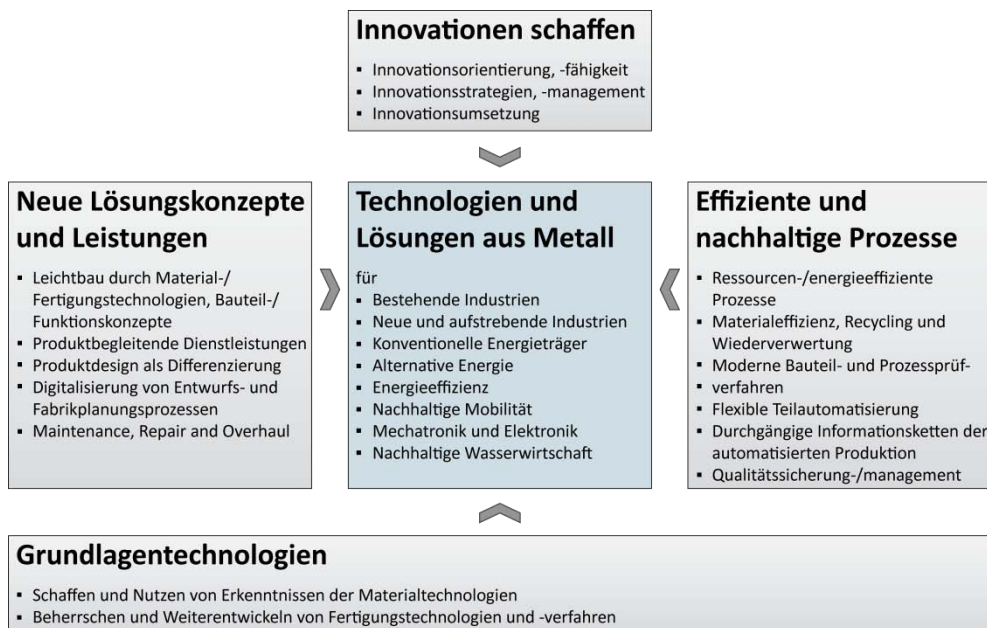 Innovationen schaffen
▪ Innovationsorientierung, -fähigkeit
▪ Innovationsstrategien, -management
▪ Innovationsumsetzung
Neue Lösungskonzepte
und Leistungen
▪ Leichtbau durch Material-/
Fertigungstechnologien, Bauteil-/
Funktionskonzepte
▪ Produktbegleitende Dienstleistungen
▪ Produktdesign als Differenzierung
▪ Digitalisierung von Entwurfs- und
Fabrikplanungsprozessen
▪ Maintenance, Repair and Overhaul
Technologien und
Lösungen aus Metall
für
▪ Bestehende Industrien
▪ Neue und aufstrebende Industrien
▪ Konventionelle Energieträger
▪ Alternative Energie
▪ Energieeffizienz
▪ Nachhaltige Mobilität
▪ Mechatronik und Elektronik
▪ Nachhaltige Wasserwirtschaft
Effiziente und
nachhaltige Prozesse
▪ Ressourcen-/energieeffiziente
Prozesse
▪ Materialeffizienz, Recycling und
Wiederverwertung
▪ Moderne Bauteil- und Prozessprüf-
▪ verfahren
▪ Flexible Teilautomatisierung
▪ Durchgängige Informationsketten der
automatisierten Produktion
▪ Qualitätssicherung-/management
Grundlagentechnologien
▪ Schaffen und Nutzen von Erkenntnissen der Materialtechnologien
▪ Beherrschen und Weiterentwickeln von Fertigungstechnologien und -verfahren